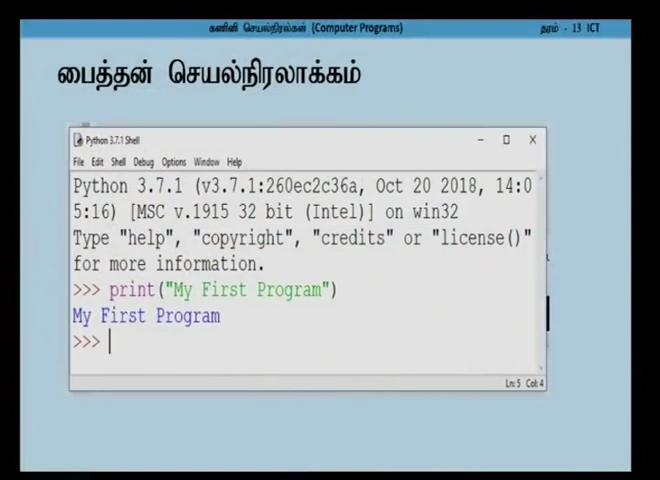 கணினி செயல்நிரல்கள் (Computer Programs) தரம் - 13 ICT
பைத்தன் செயல்நிரலாக்கம்
Python 3.7.1 Shell
File Edit Shell Debug Options Window Help
Python 3.7.1 (v3.7.1:260ec2c36a, Oct 20 2018, 14:0
5:16) [MSC v.1915 32 bit (Intel)] on win32
Type "help", "copyright", "credits" or "license()"
for more information.
>>> print("My First Program")
My First Program
>>>
Ln: 5 Col: 4